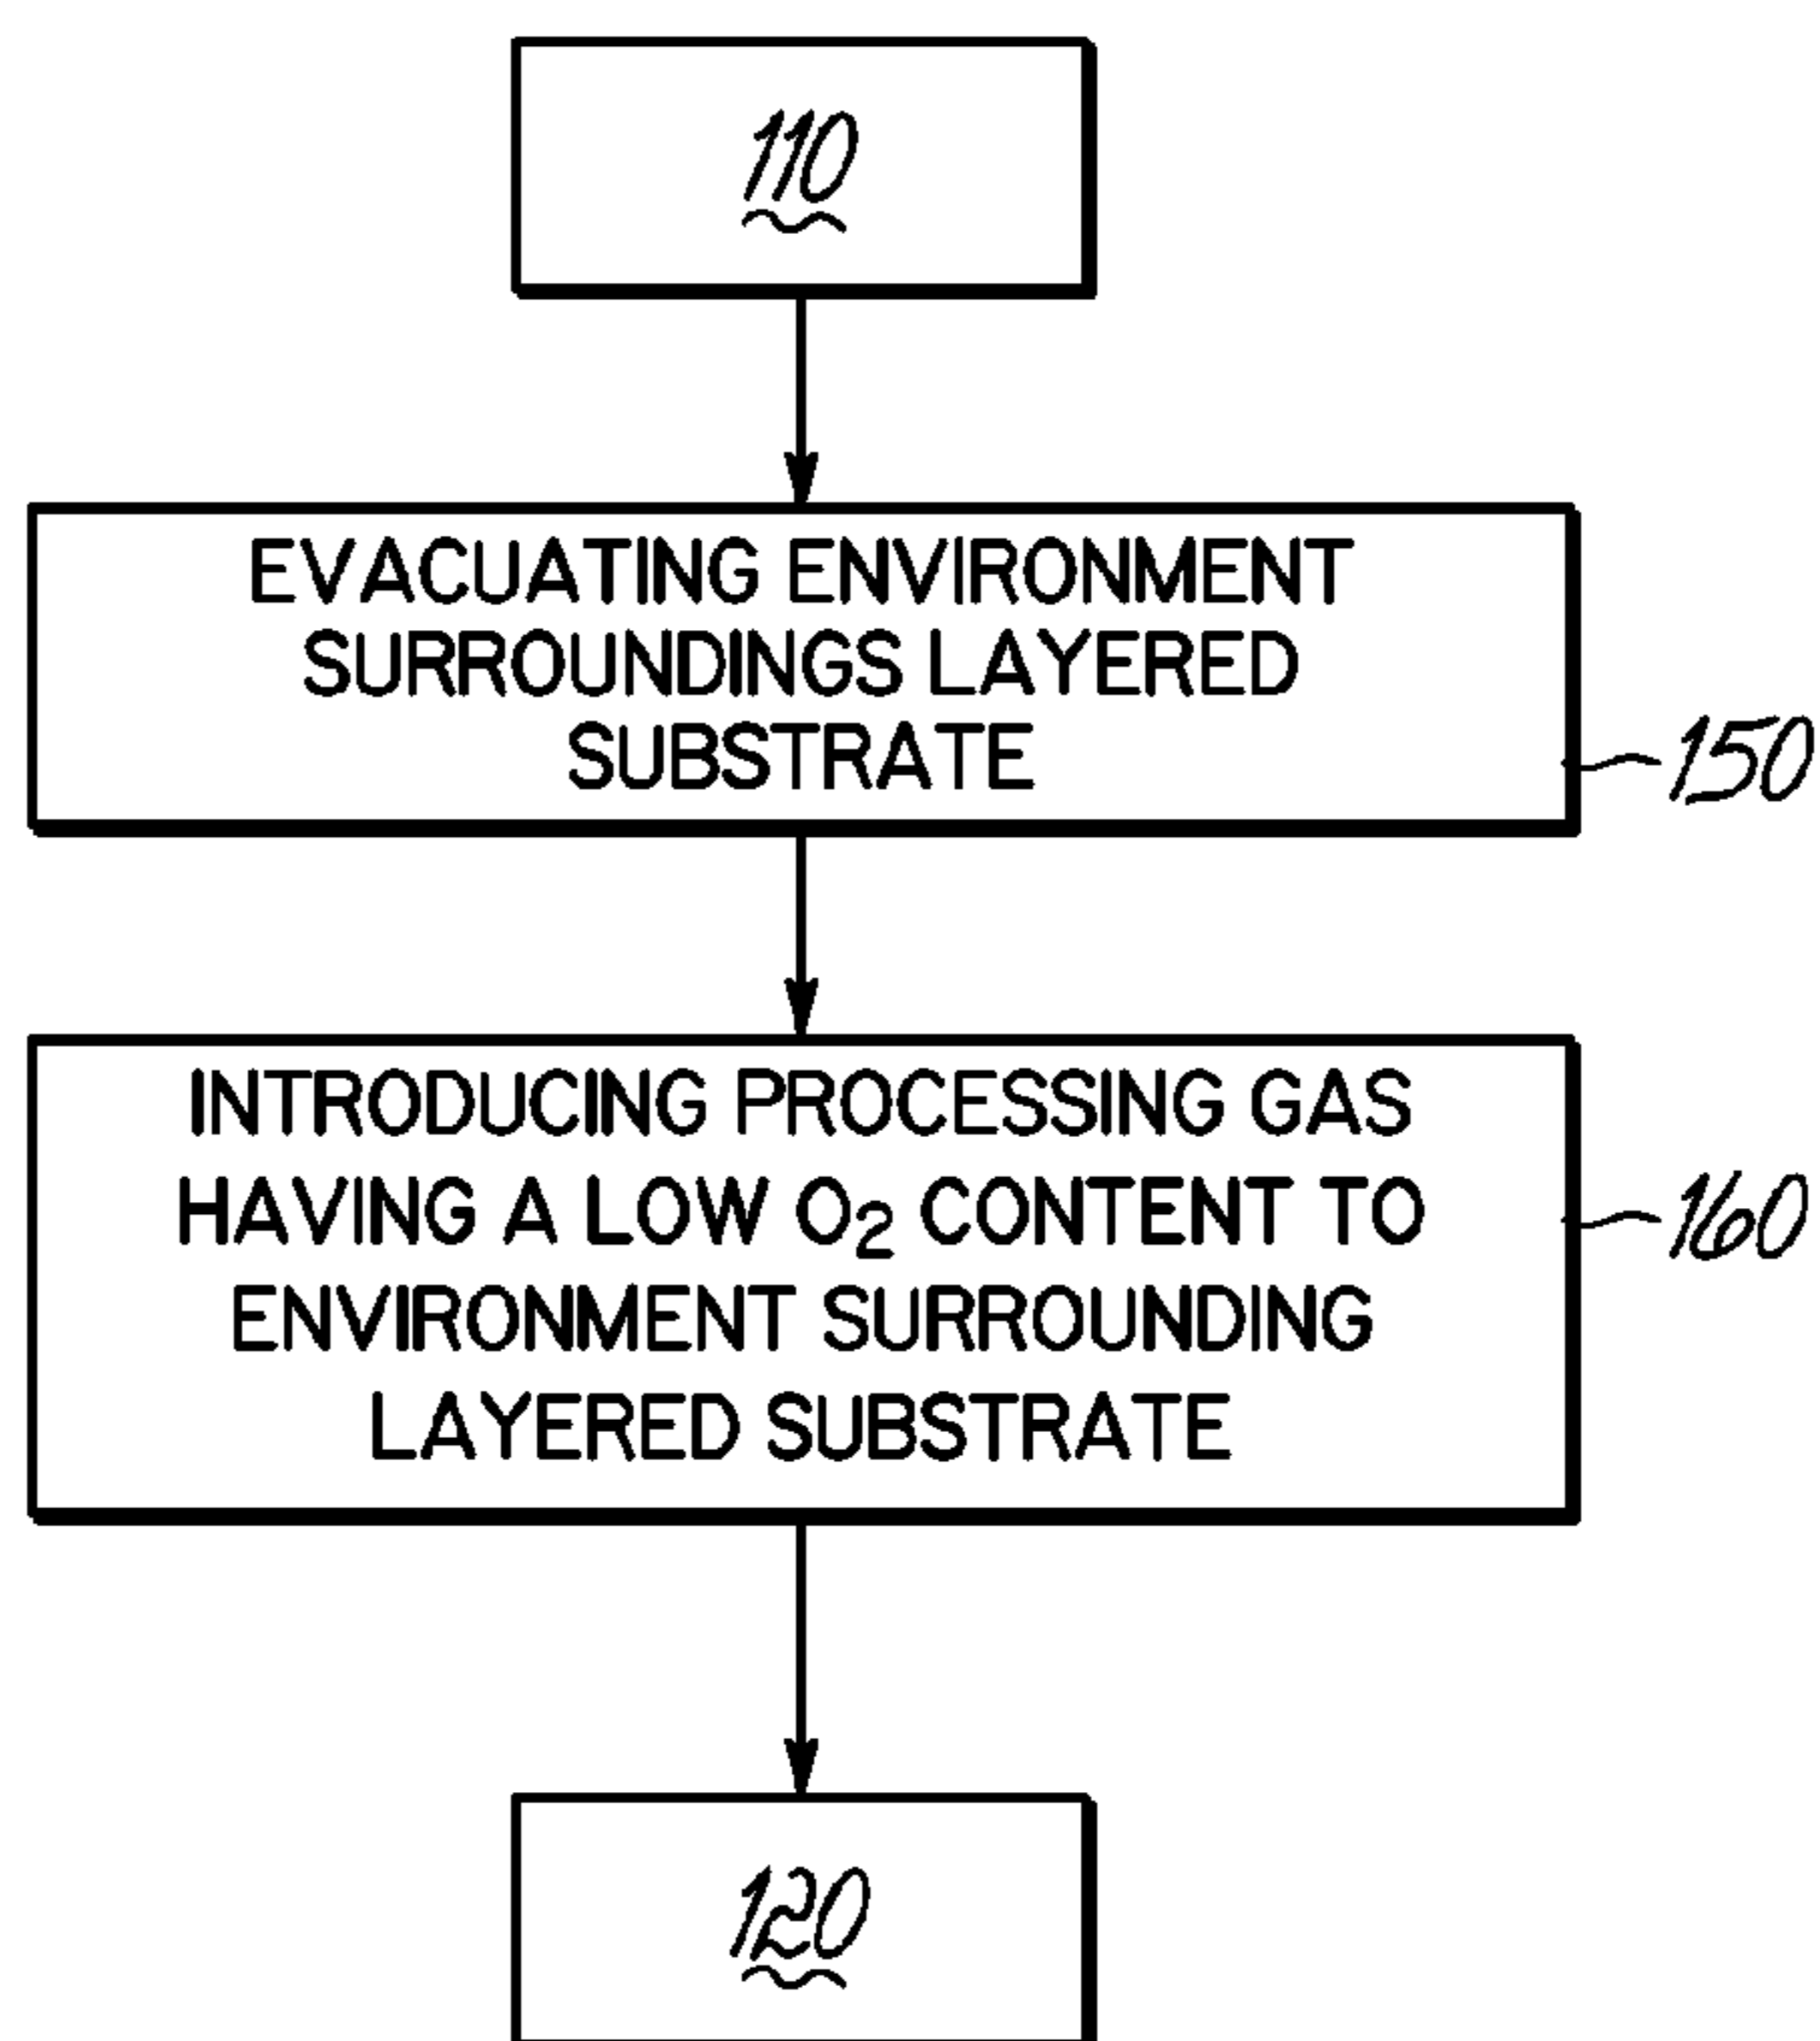 110
EVACUATING ENVIRONMENT
SURROUNDINGS LAYERED
SUBSTRATE
150
INTRODUCING PROCESSING GAS
HAVING A LOW O₂ CONTENT TO
ENVIRONMENT SURROUNDING
LAYERED SUBSTRATE
160
120